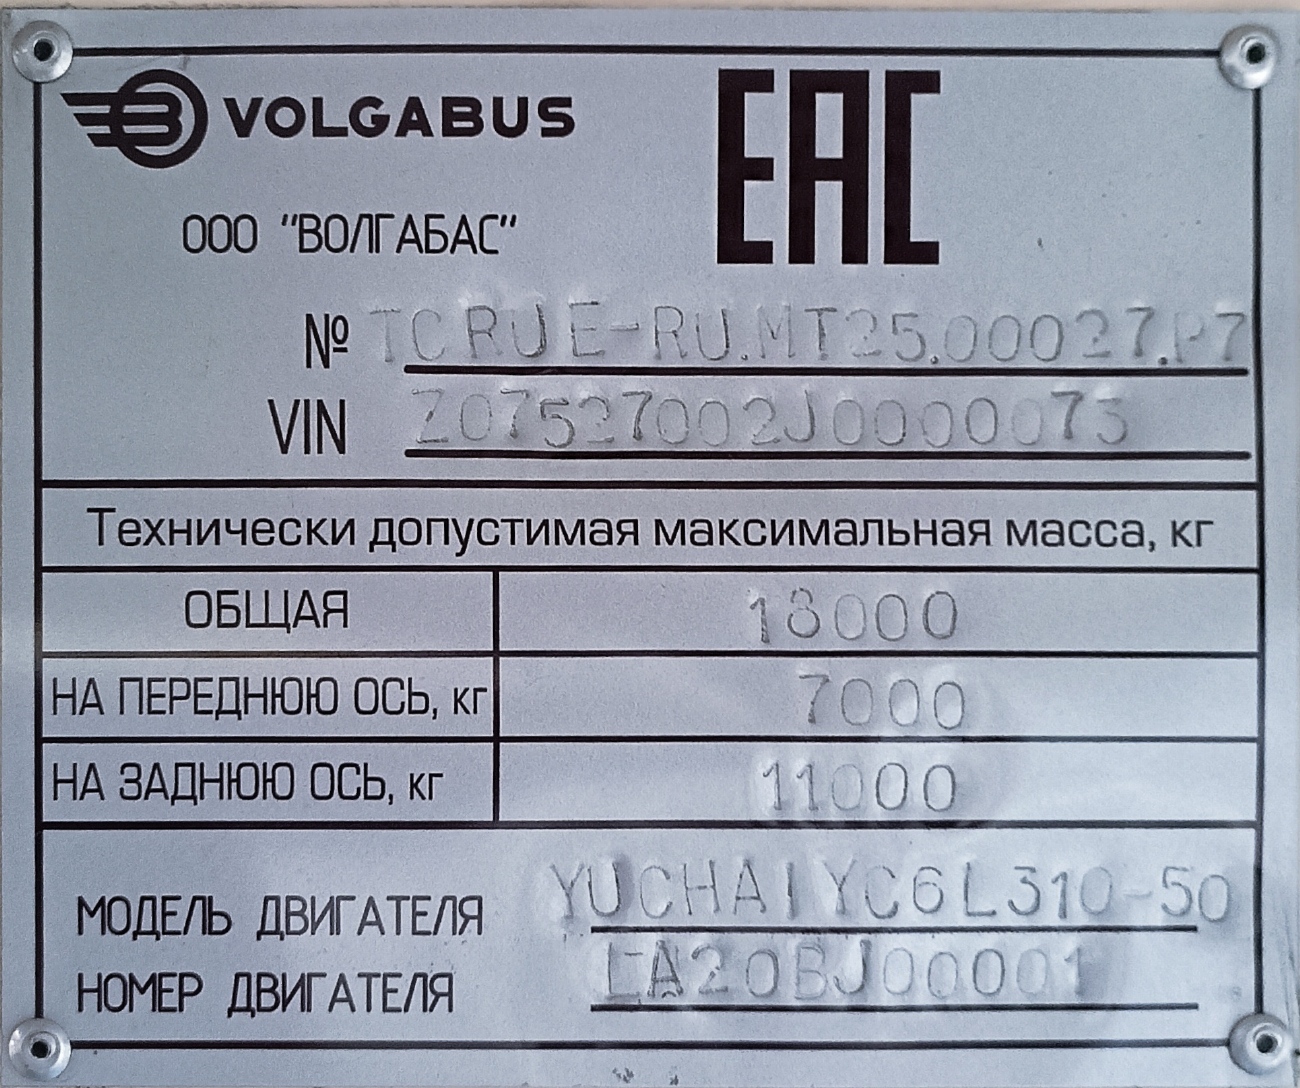 VOLGABUS
EAC
ООО "ВОЛГАБАС"
№ TC RU E-RU.MT25.00027.P7
VIN Z07527002J0000073
Технически допустимая максимальная масса, кг
ОБЩАЯ 18000
НА ПЕРЕДНЮЮ ОСЬ, кг 7000
НА ЗАДНЮЮ ОСЬ, кг 11000
МОДЕЛЬ ДВИГАТЕЛЯ YUCHAI YC6L310-50
НОМЕР ДВИГАТЕЛЯ LA20BJ00001